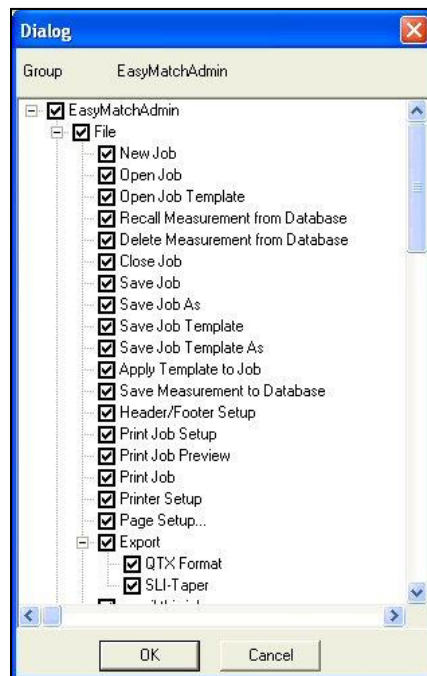 Dialog
Group EasyMatchAdmin
EasyMatchAdmin
File
New Job
Open Job
Open Job Template
Recall Measurement from Database
Delete Measurement from Database
Close Job
Save Job
Save Job As
Save Job Template
Save Job Template As
Apply Template to Job
Save Measurement to Database
Header/Footer Setup
Print Job Setup
Print Job Preview
Print Job
Printer Setup
Page Setup...
Export
QTX Format
SLI-Taper
OK Cancel